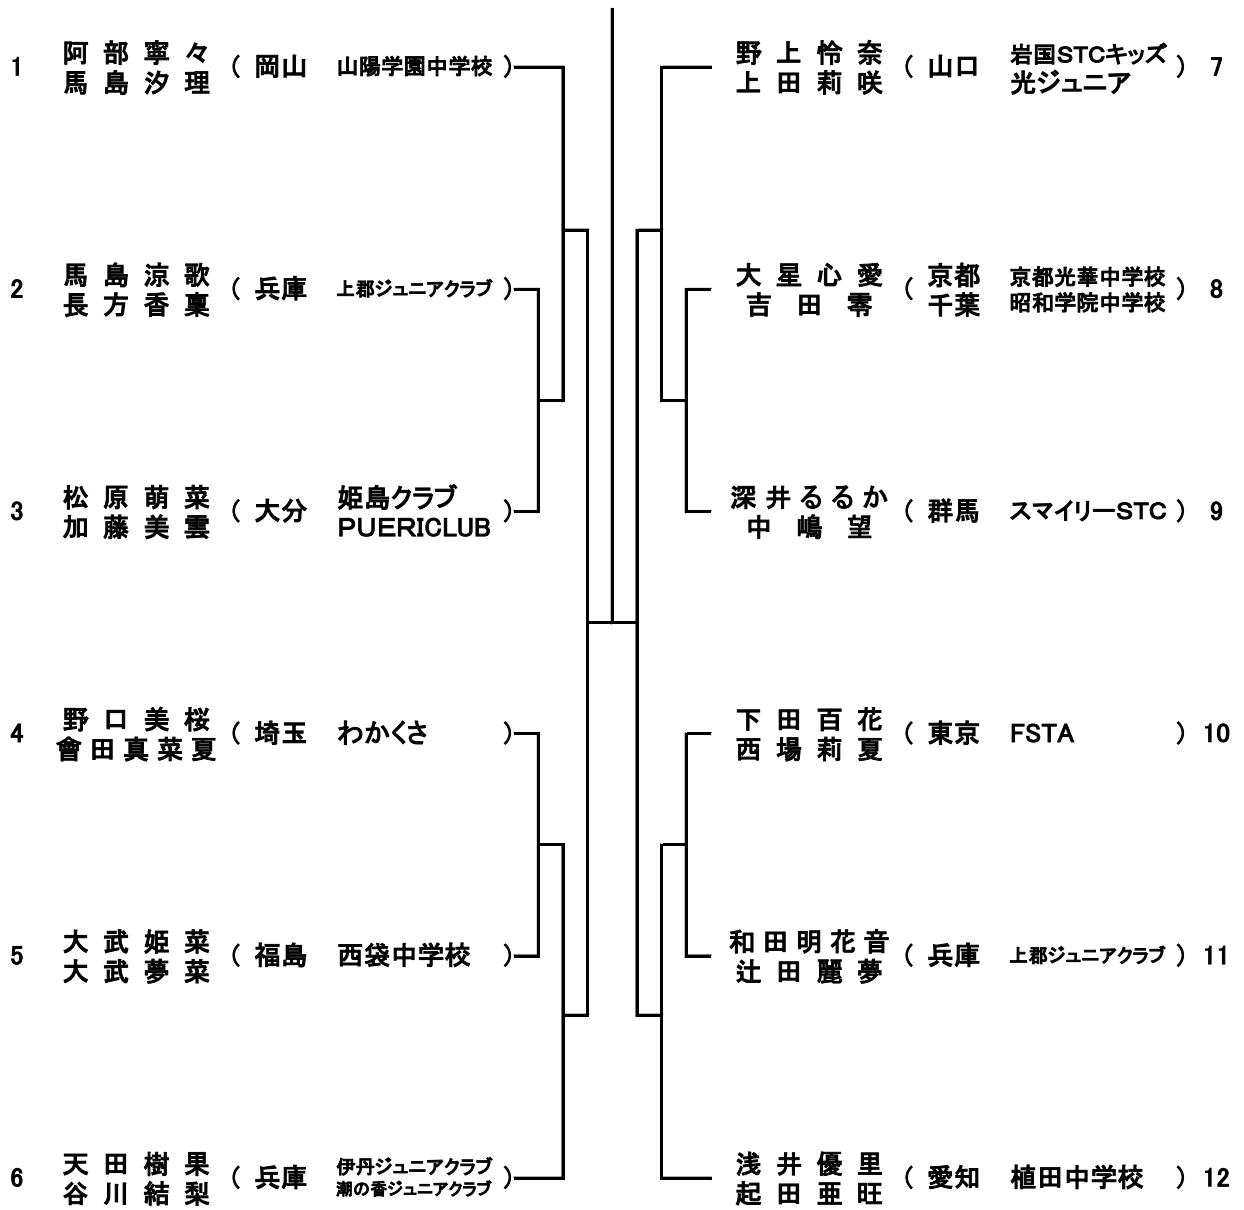 1 阿部寧々 馬島汐理 ( 岡山 山陽学園中学校 )
2 馬島涼歌 長方香稟 ( 兵庫 上郡ジュニアクラブ )
3 松原萌菜 加藤美雲 ( 大分 姫島クラブ PUERICLUB )
4 野口美桜 會田真菜夏 ( 埼玉 わかくさ )
5 大武姫菜 大武夢菜 ( 福島 西袋中学校 )
6 天田樹果 谷川結梨 ( 兵庫 伊丹ジュニアクラブ 潮の香ジュニアクラブ )
野上怜奈 上田莉咲 ( 山口 岩国STCキッズ 光ジュニア ) 7
大星心愛 吉田零 ( 京都 千葉 京都光華中学校 昭和学院中学校 ) 8
深井るるか 中嶋望 ( 群馬 スマイリーSTC ) 9
下田百花 西場莉夏 ( 東京 FSTA ) 10
和田明花音 辻田麗夢 ( 兵庫 上郡ジュニアクラブ ) 11
浅井優里 起田亜旺 ( 愛知 植田中学校 ) 12